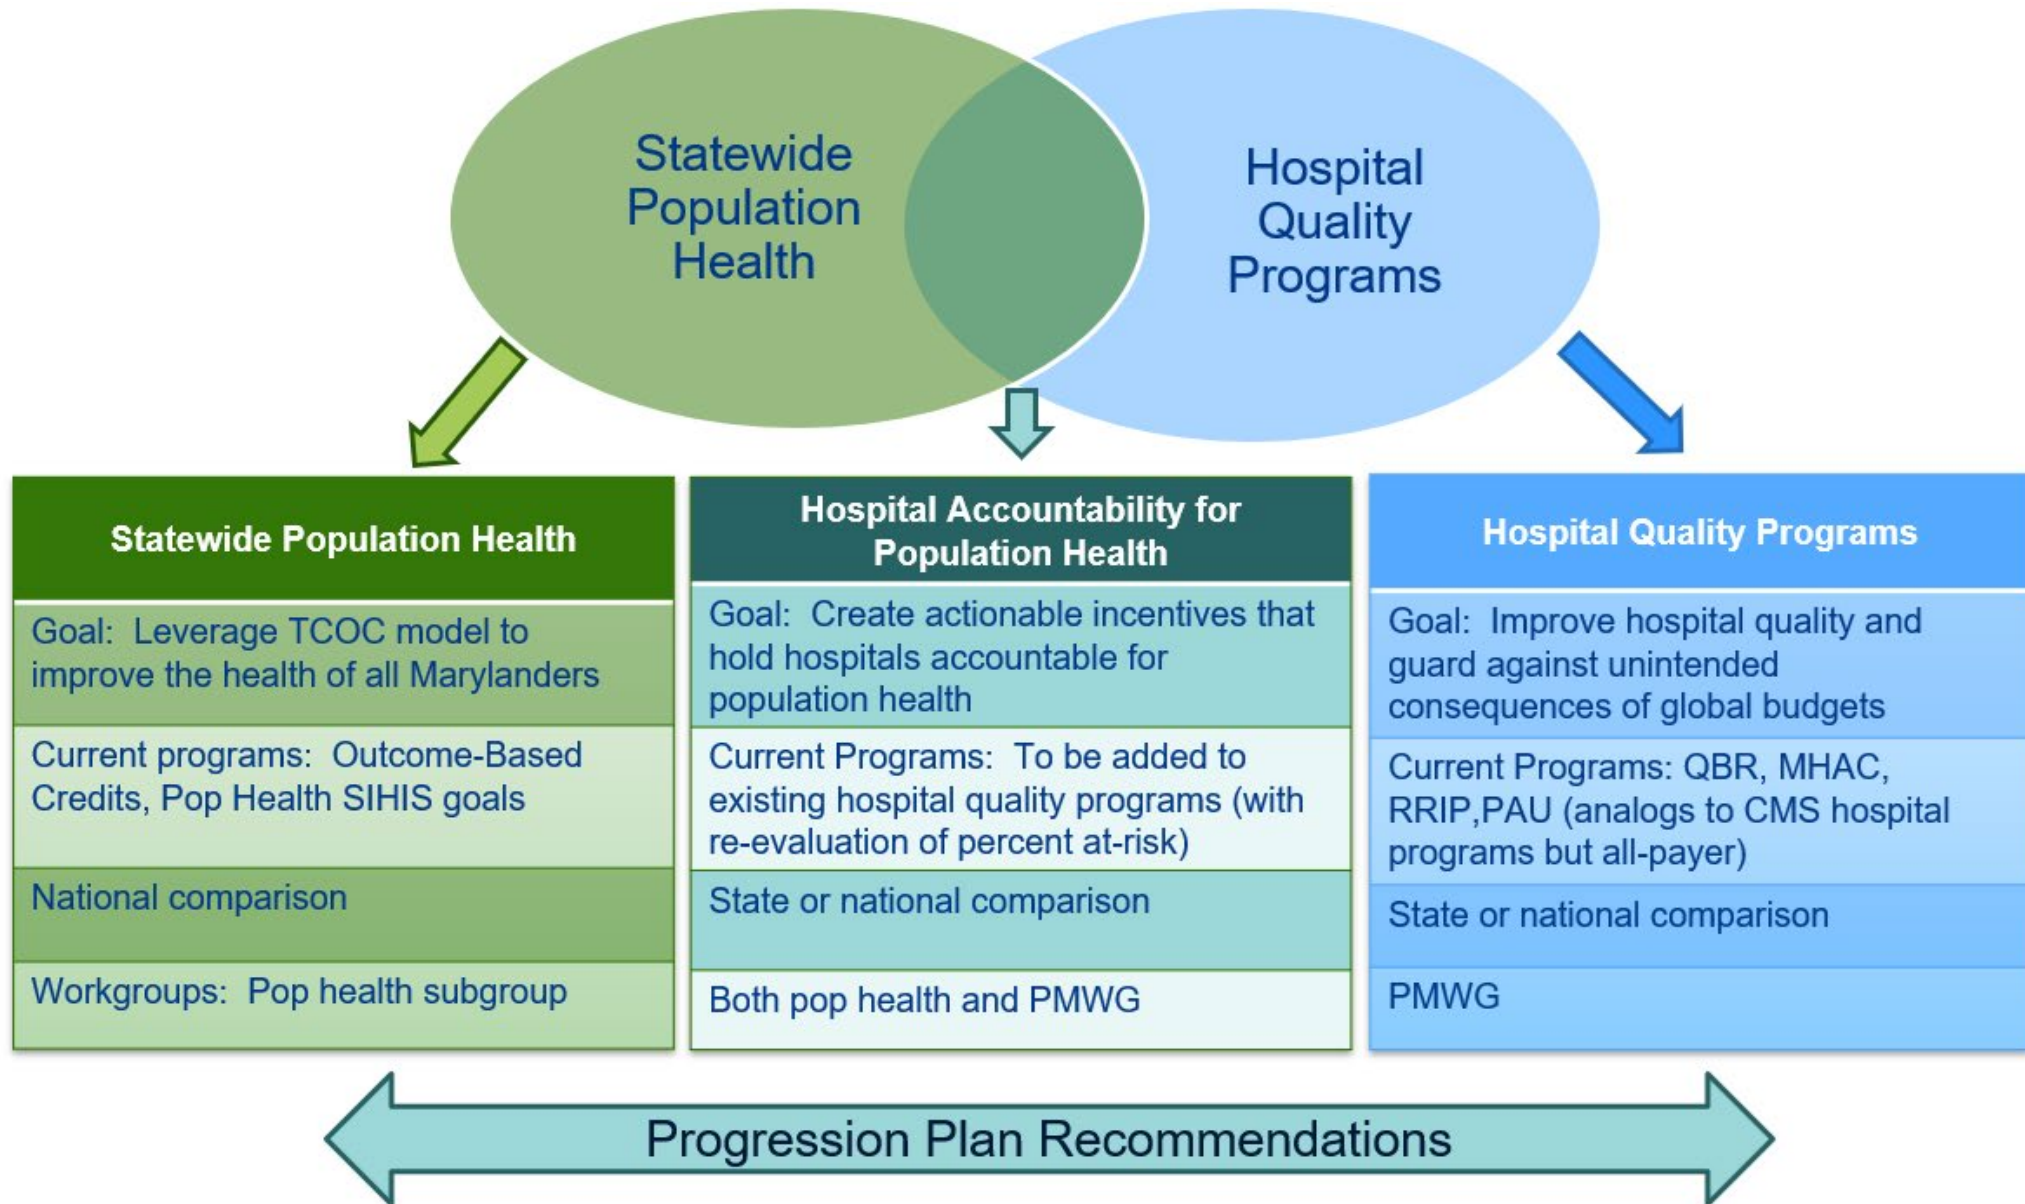 Statewide
Population
Health
Hospital
Quality
Programs
Statewide Population Health
Goal:  Leverage TCOC model to
improve the health of all Marylanders
Current programs:  Outcome-Based
Credits, Pop Health SIHIS goals
National comparison
Workgroups:  Pop health subgroup
Hospital Accountability for
Population Health
Goal:  Create actionable incentives that
hold hospitals accountable for
population health
Current Programs:  To be added to
existing hospital quality programs (with
re-evaluation of percent at-risk)
State or national comparison
Both pop health and PMWG
Hospital Quality Programs
Goal:  Improve hospital quality and
guard against unintended
consequences of global budgets
Current Programs: QBR, MHAC,
RRIP,PAU (analogs to CMS hospital
programs but all-payer)
State or national comparison
PMWG
Progression Plan Recommendations